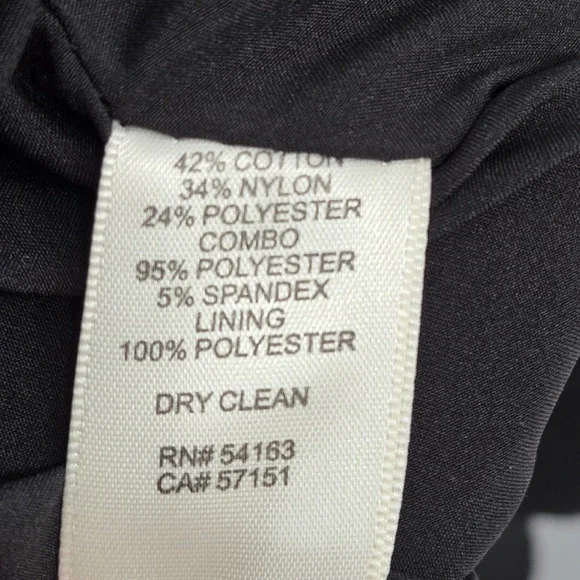 42% COTTON
34% NYLON
24% POLYESTER
COMBO
95% POLYESTER
5% SPANDEX
LINING
100% POLYESTER
DRY CLEAN
RN# 54163
CA# 57151